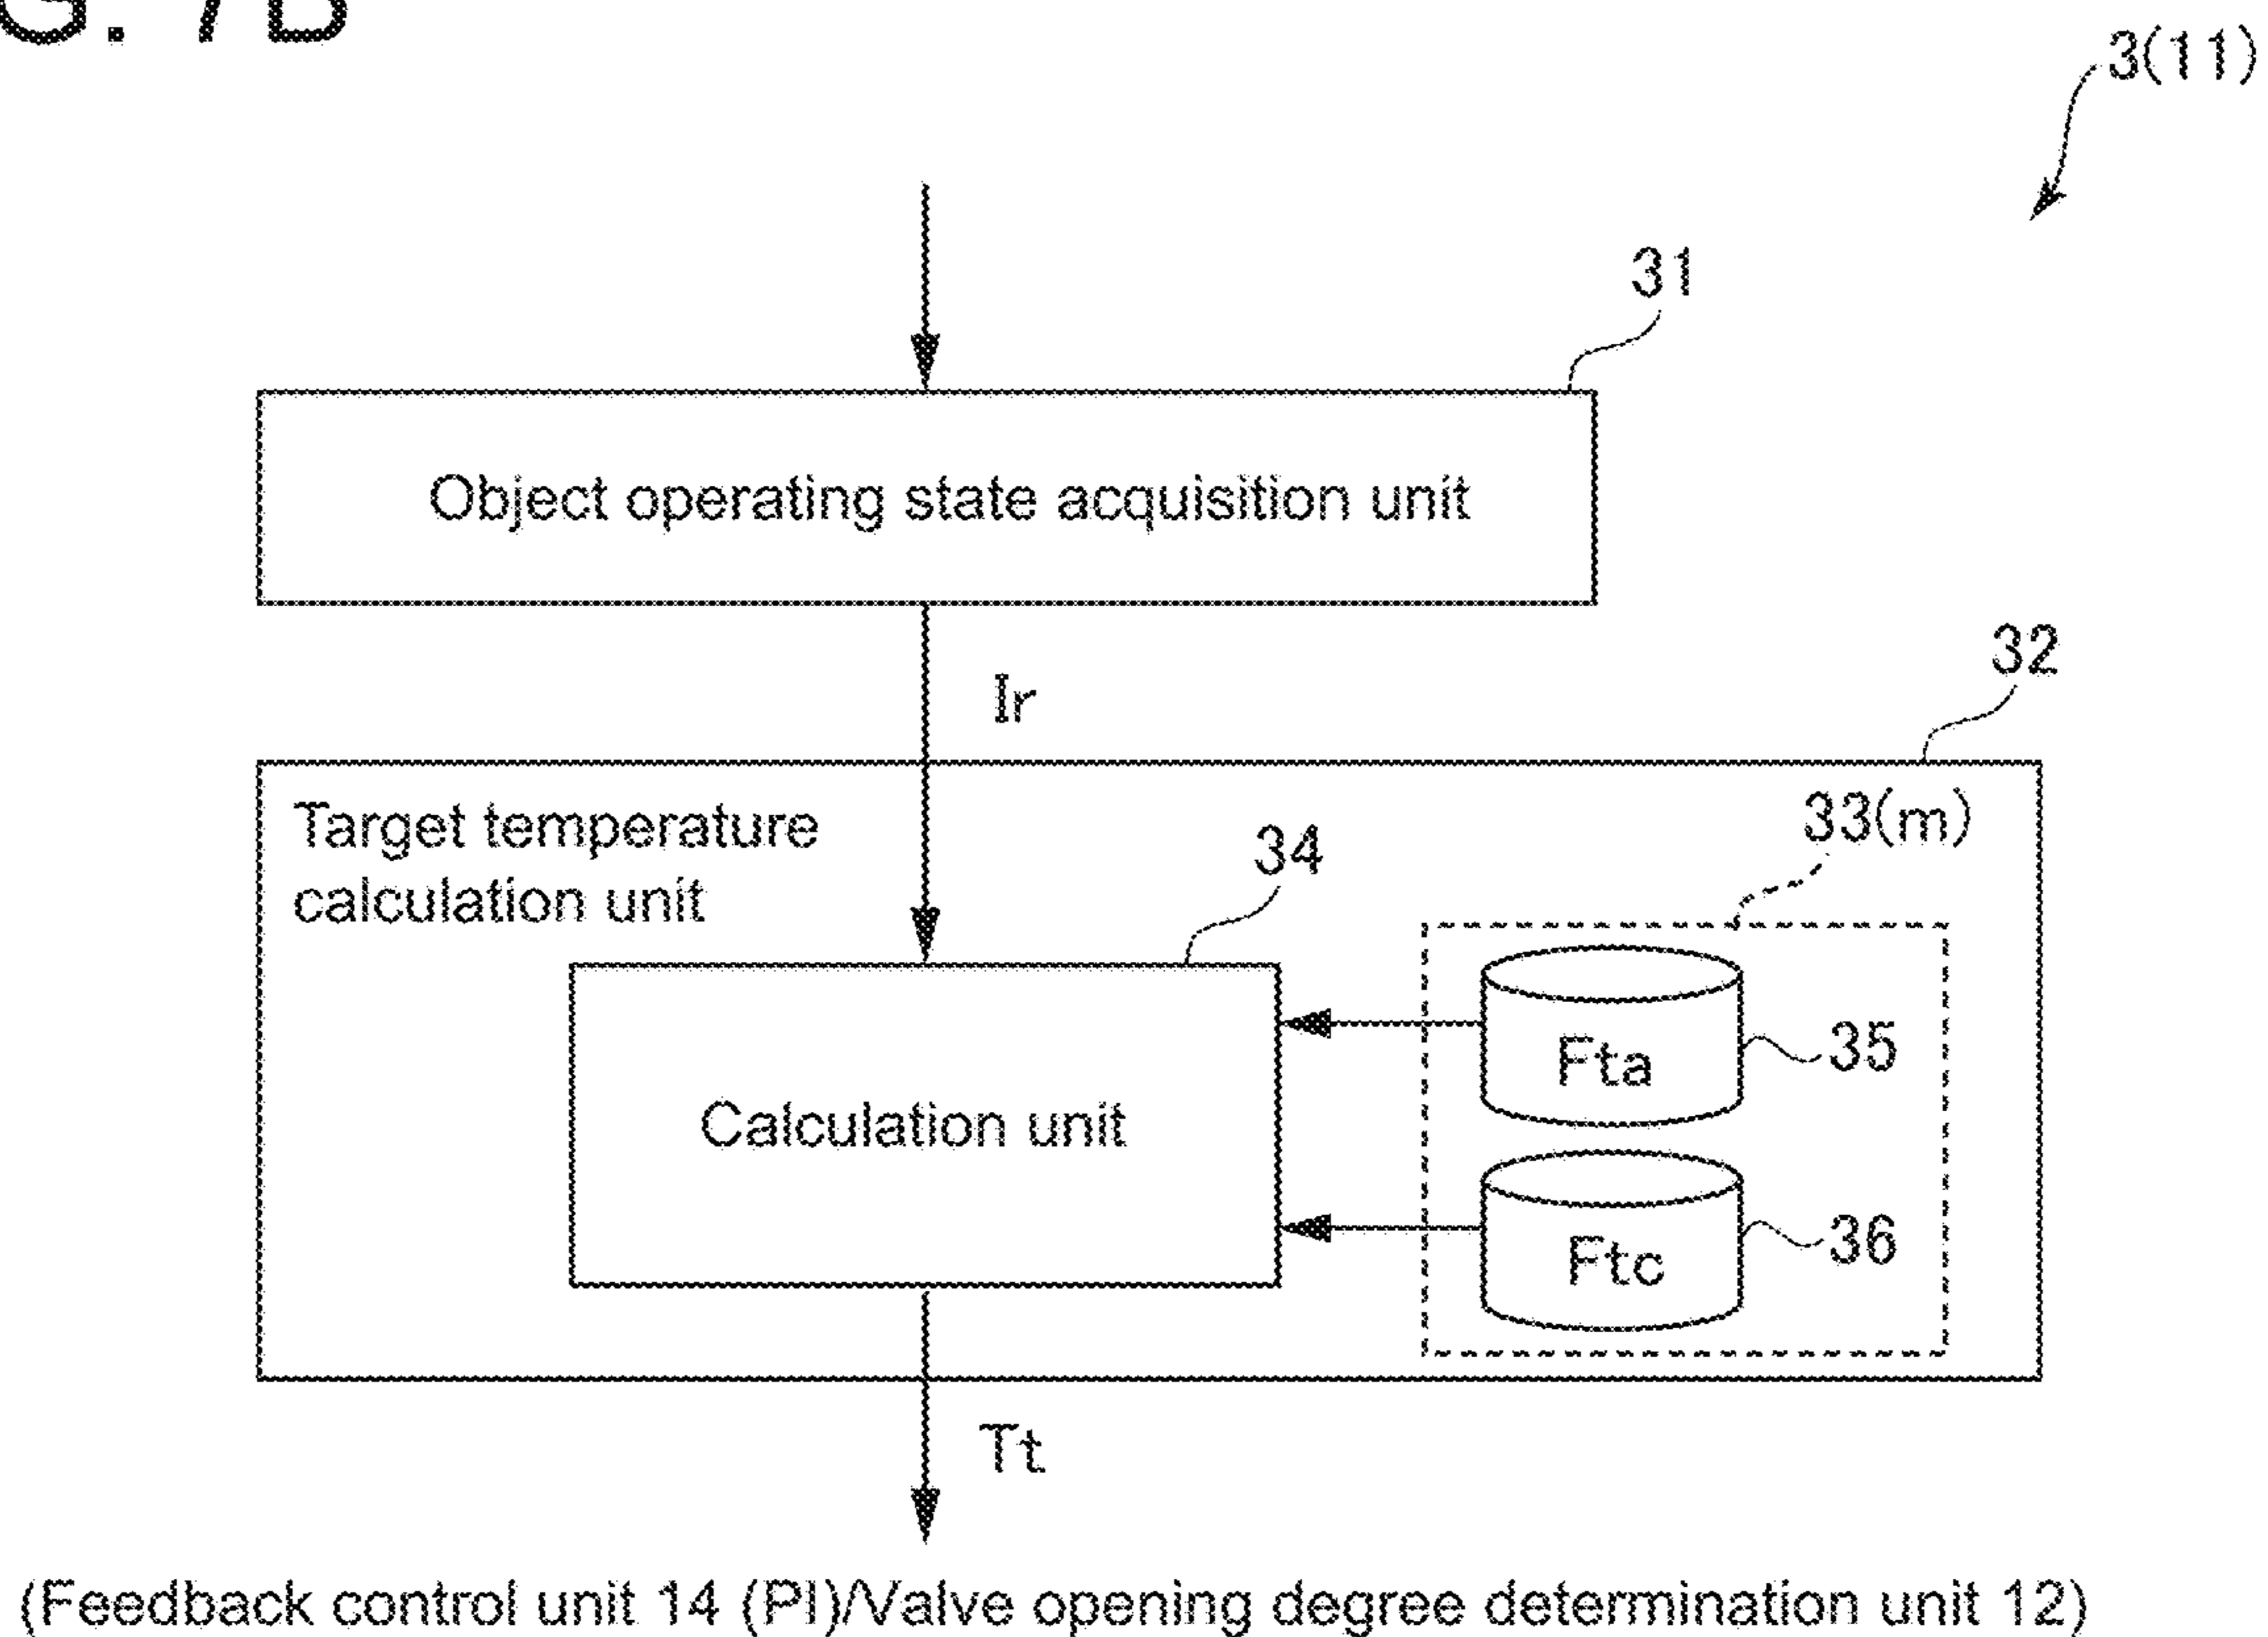 G. 7B
3(11)
31
Object operating state acquisition unit
Ir
32
Target temperature
calculation unit
33(m)
34
Calculation unit
Fta
35
Ftc
36
Tt
(Feedback control unit 14 (PI)/Valve opening degree determination unit 12)